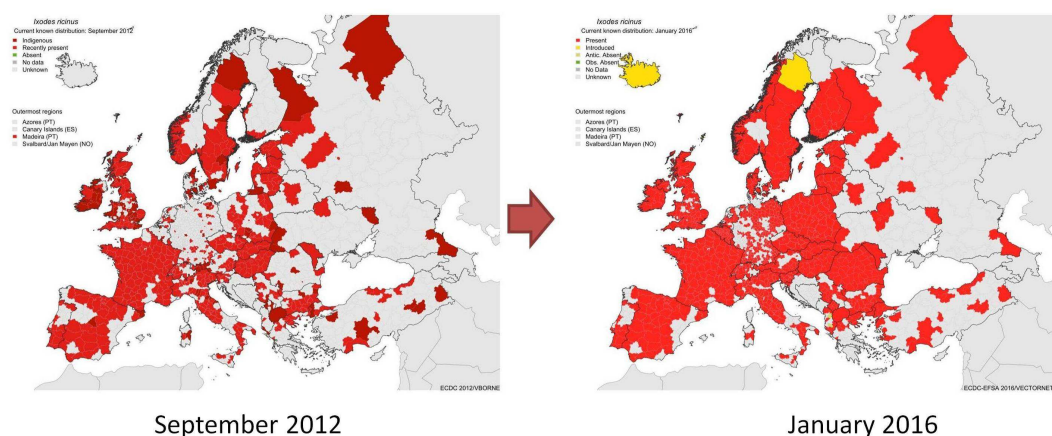 Ixodes ricinus
Current known distribution: September 2012
Indigenous
Recently present
Absent
No data
Unknown
Outermost regions
Azores (PT)
Canary Islands (ES)
Madeira (PT)
Svalbard/Jan Mayen (NO)
ECDC 2012/VBORNET
September 2012
Ixodes ricinus
Current known distribution: January 2016
Present
Introduced
Antic. Absent
Obs. Absent
No Data
Unknown
Outermost regions
Azores (PT)
Canary Islands (ES)
Madeira (PT)
Svalbard/Jan Mayen (NO)
ECDC-EFSA 2016/VECTORNET
January 2016